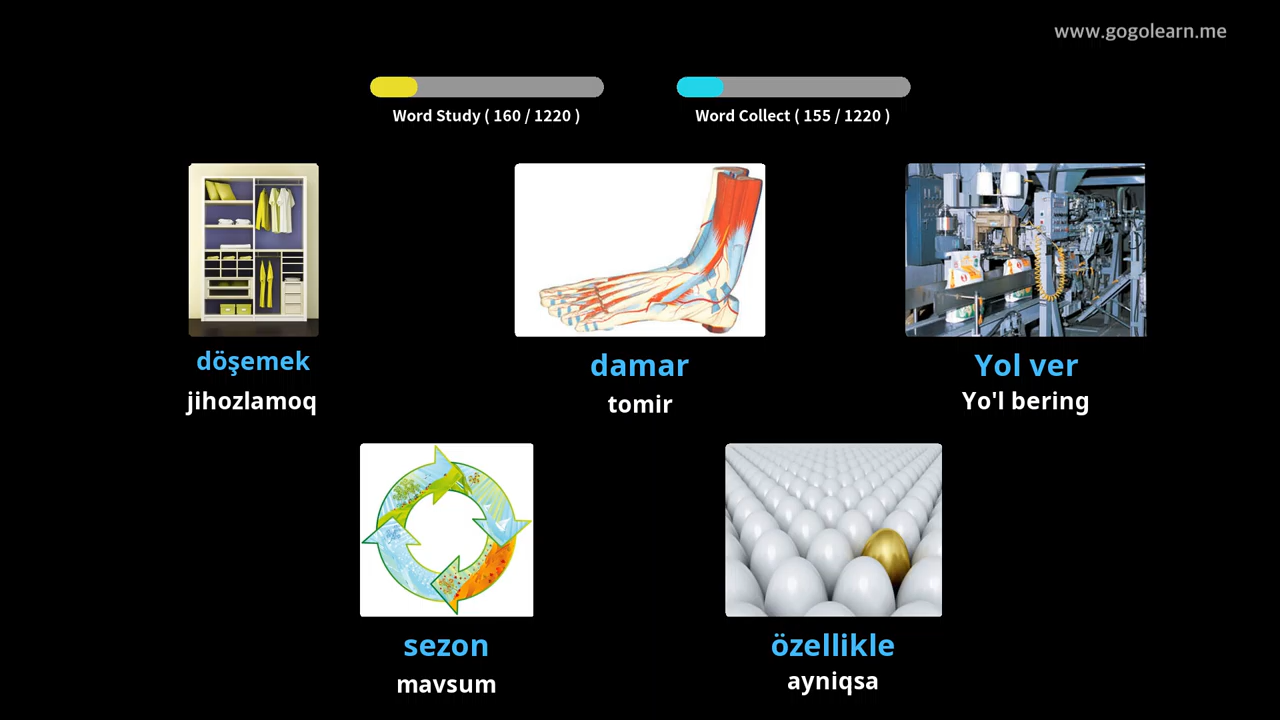 www.gogolearn.me
Word Study ( 160 / 1220 )
Word Collect ( 155 / 1220 )
döşemek
jihozlamoq
damar
tomir
Yol ver
Yo'l bering
sezon
mavsum
özellikle
ayniqsa